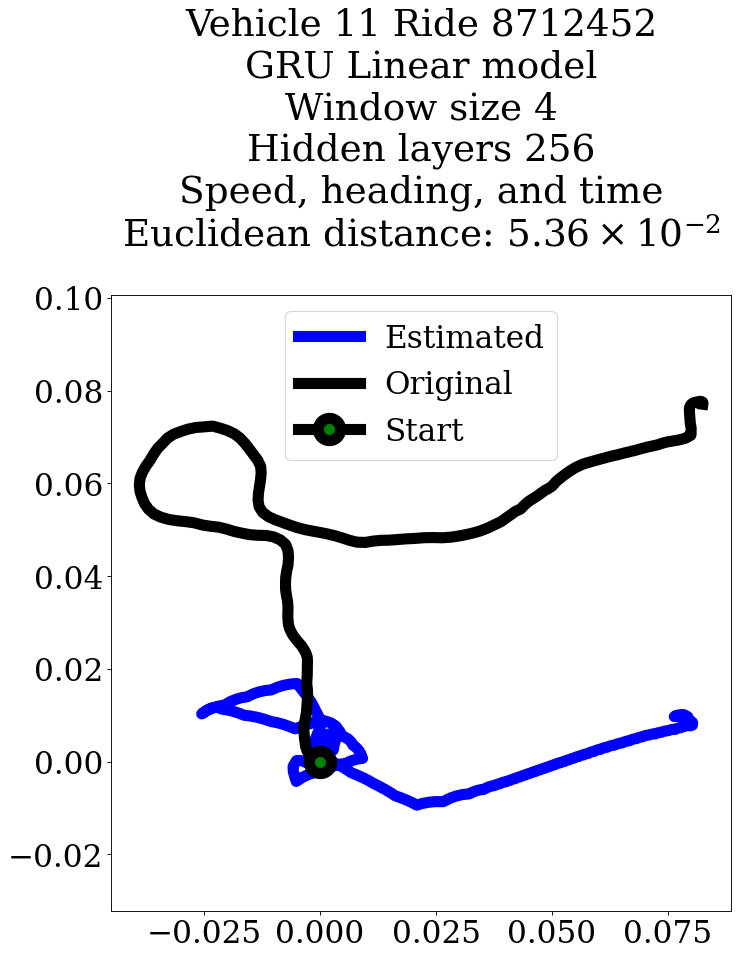 Vehicle 11 Ride 8712452
GRU Linear model
Window size 4
Hidden layers 256
Speed, heading, and time
Euclidean distance: 5.36 × 10⁻²
0.10
0.08
0.06
0.04
0.02
0.00
−0.02
Estimated
Original
Start
−0.025 0.000 0.025 0.050 0.075